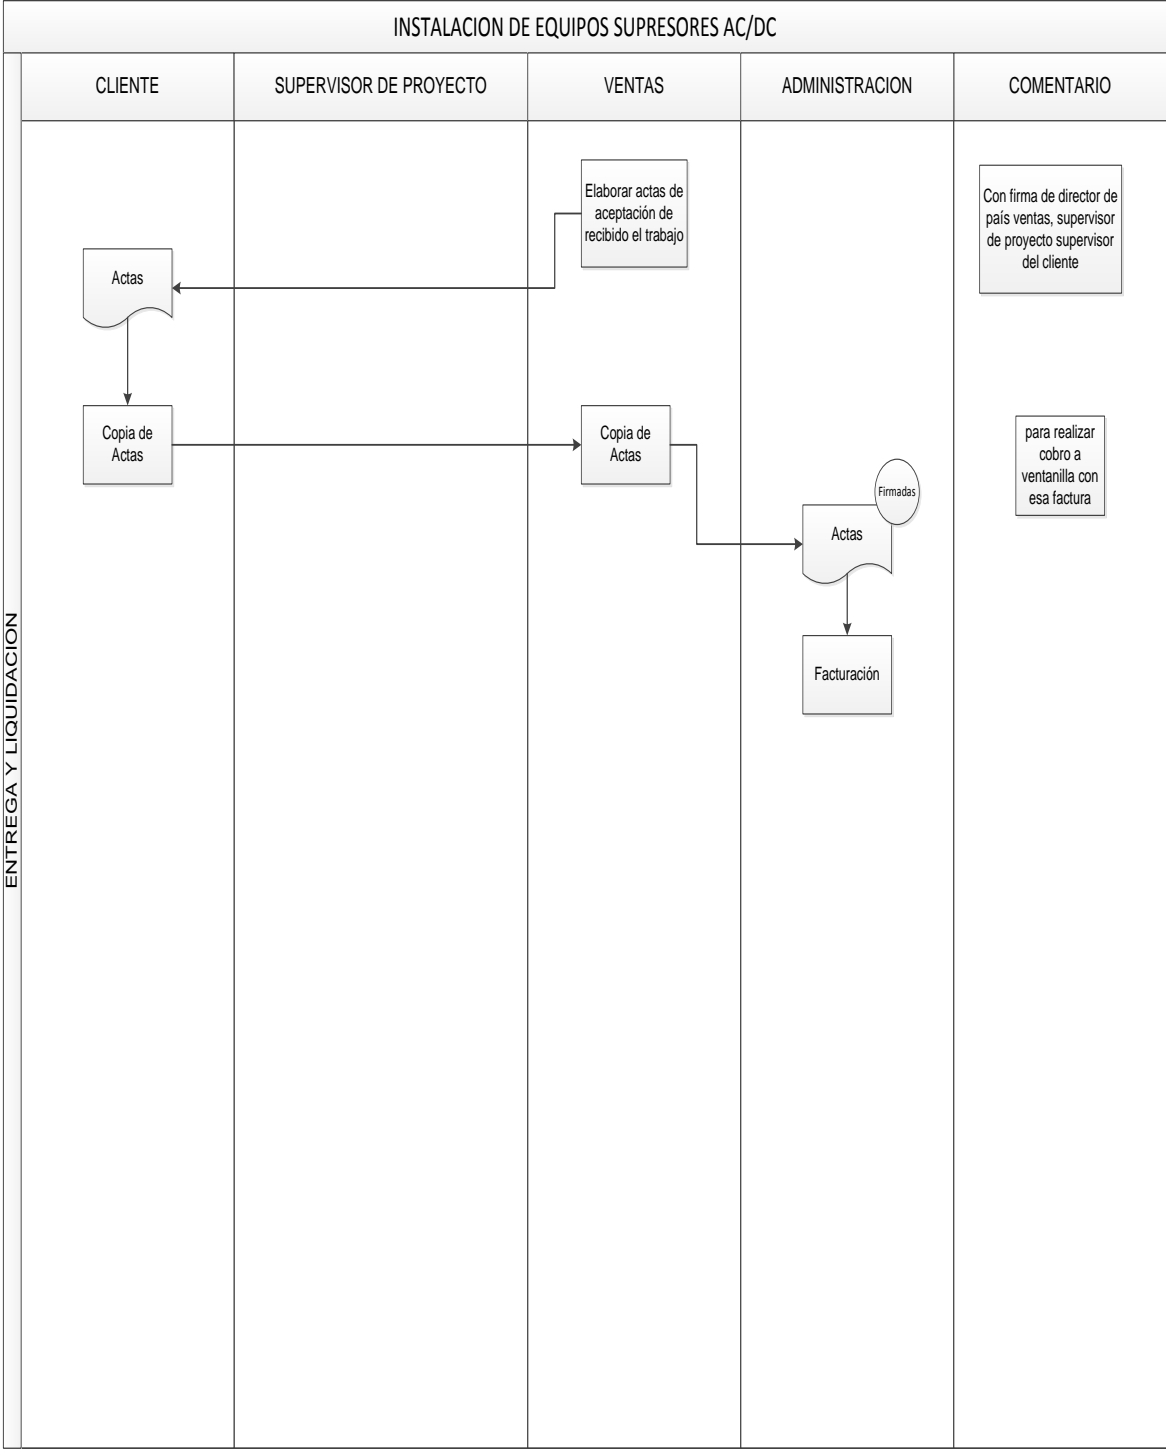 INSTALACION DE EQUIPOS SUPRESORES AC/DC
CLIENTE
SUPERVISOR DE PROYECTO
VENTAS
ADMINISTRACION
COMENTARIO
Elaborar actas de
aceptación de
recibido el trabajo
Con firma de director de
país ventas, supervisor
de proyecto supervisor
del cliente
Actas
Copia de
Actas
Copia de
Actas
para realizar
cobro a
ventanilla con
esa factura
Firmadas
Actas
Facturación
ENTREGA Y LIQUIDACION